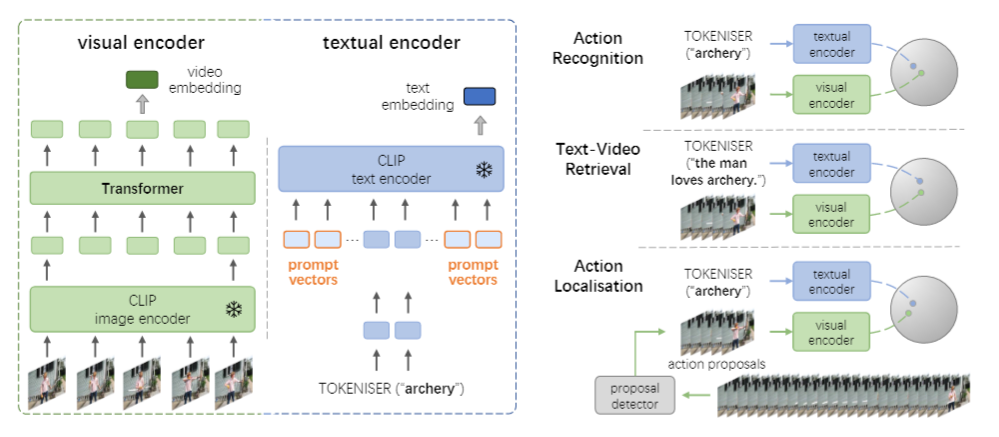 visual encoder
video
embedding
Transformer
CLIP
image encoder
textual encoder
text
embedding
CLIP
text encoder
prompt
vectors
prompt
vectors
TOKENISER (“archery”)
Action
Recognition
TOKENISER
(“archery”)
textual
encoder
visual
encoder
Text-Video
Retrieval
TOKENISER
(“the man
loves archery.”)
textual
encoder
visual
encoder
Action
Localisation
TOKENISER
(“archery”)
textual
encoder
visual
encoder
action proposals
proposal
detector